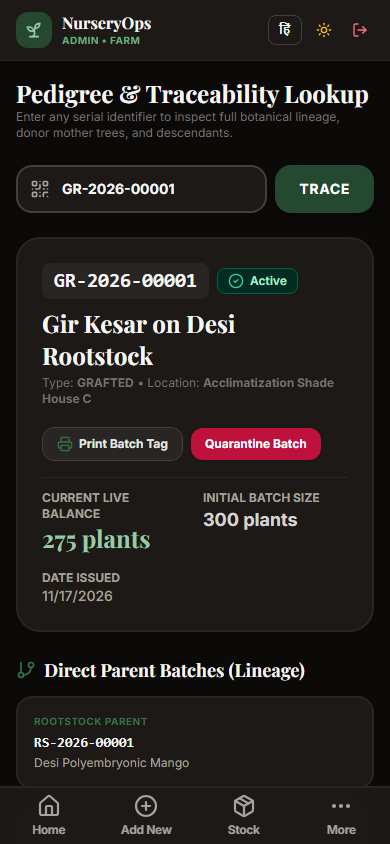 NurseryOps
ADMIN • FARM
हि
Pedigree & Traceability Lookup
Enter any serial identifier to inspect full botanical lineage,
donor mother trees, and descendants.
GR-2026-00001
TRACE
GR-2026-00001
Active
Gir Kesar on Desi
Rootstock
Type: GRAFTED • Location: Acclimatization Shade
House C
Print Batch Tag
Quarantine Batch
CURRENT LIVE
BALANCE
275 plants
INITIAL BATCH SIZE
300 plants
DATE ISSUED
11/17/2026
Direct Parent Batches (Lineage)
ROOTSTOCK PARENT
RS-2026-00001
Desi Polyembryonic Mango
Home
Add New
Stock
More